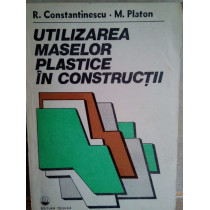 R. Constantinescu • M. Platon
UTILIZAREA
MASELOR
PLASTICE
ÎN CONSTRUCȚII